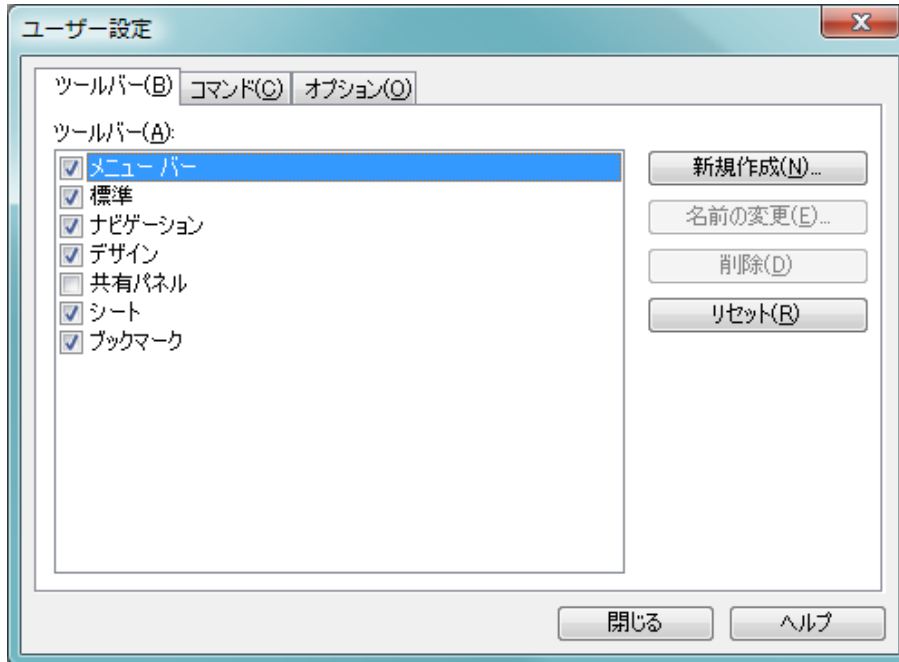 ユーザー設定
ツールバー(B) コマンド(C) オプション(O)
ツールバー(A):
メニュー バー
標準
ナビゲーション
デザイン
共有パネル
シート
ブックマーク
新規作成(N)...
名前の変更(E)...
削除(D)
リセット(R)
閉じる ヘルプ